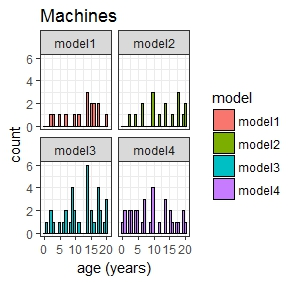 Machines
model1 model2
6
4
2
0
count
model3 model4
6
4
2
0
0 5 10 15 20 0 5 10 15 20
age (years)
model
model1
model2
model3
model4